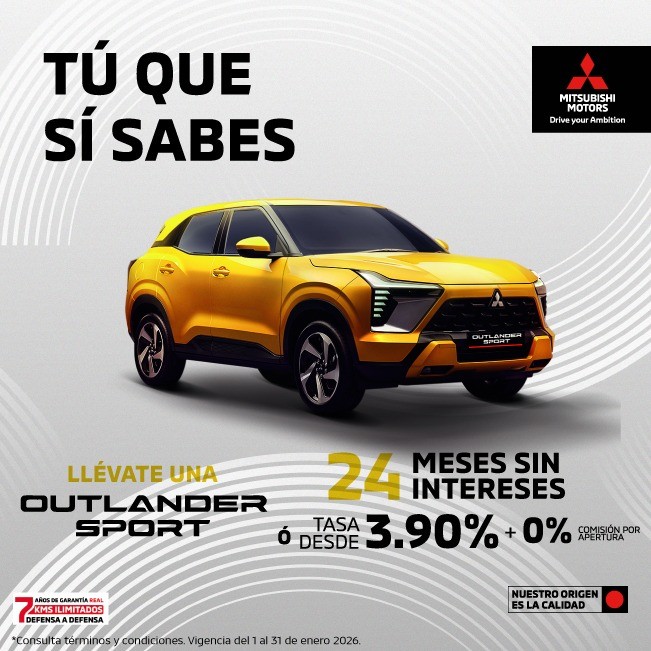 TÚ QUE
SÍ SABES
MITSUBISHI
MOTORS
Drive your Ambition
OUTLANDER
SPORT
LLÉVATE UNA
OUTLANDER
SPORT
24 MESES SIN
INTERESES
ó TASA
DESDE 3.90% + 0% COMISIÓN POR
APERTURA
7 AÑOS DE GARANTÍA REAL
KMS ILIMITADOS
DEFENSA A DEFENSA
NUESTRO ORIGEN
ES LA CALIDAD
*Consulta términos y condiciones. Vigencia del 1 al 31 de enero 2026.